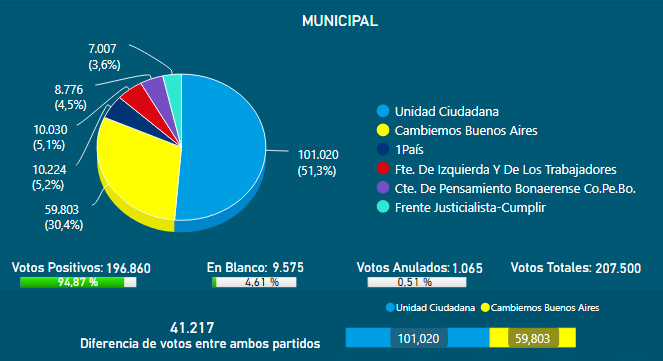 MUNICIPAL
7.007
(3,6%)
8.776
(4,5%)
10.030
(5,1%)
10.224
(5,2%)
59.803
(30,4%)
101.020
(51,3%)
Unidad Ciudadana
Cambiemos Buenos Aires
1País
Fte. De Izquierda Y De Los Trabajadores
Cte. De Pensamiento Bonaerense Co.Pe.Bo.
Frente Justicialista-Cumplir
Votos Positivos: 196.860
94,87 %
En Blanco: 9.575
4,61 %
Votos Anulados: 1.065
0,51 %
Votos Totales: 207.500
Unidad Ciudadana Cambiemos Buenos Aires
41.217
Diferencia de votos entre ambos partidos
101,020 59,803